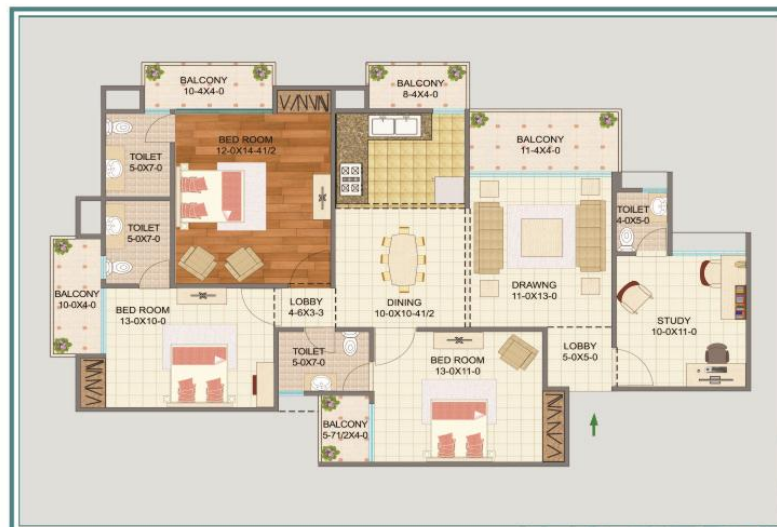 BALCONY
10-4X4-0
BALCONY
8-4X4-0
BED ROOM
12-0X14-41/2
BALCONY
11-4X4-0
TOILET
5-0X7-0
TOILET
4-0X5-0
TOILET
5-0X7-0
BALCONY
10-0X4-0
BED ROOM
13-0X10-0
LOBBY
4-6X3-3
DINING
10-0X10-41/2
DRAWNG
11-0X13-0
STUDY
10-0X11-0
TOILET
5-0X7-0
BED ROOM
13-0X11-0
LOBBY
5-0X5-0
BALCONY
5-71/2X4-0